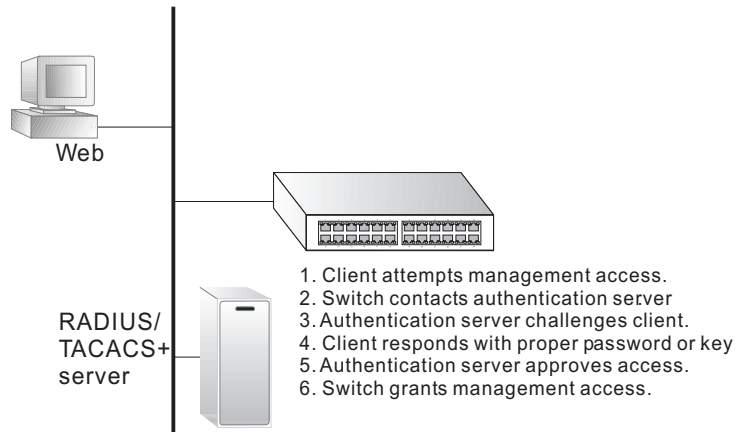 Web
1. Client attempts management access.
2. Switch contacts authentication server
3. Authentication server challenges client.
4. Client responds with proper password or key
5. Authentication server approves access.
6. Switch grants management access.
RADIUS/
TACACS+
server